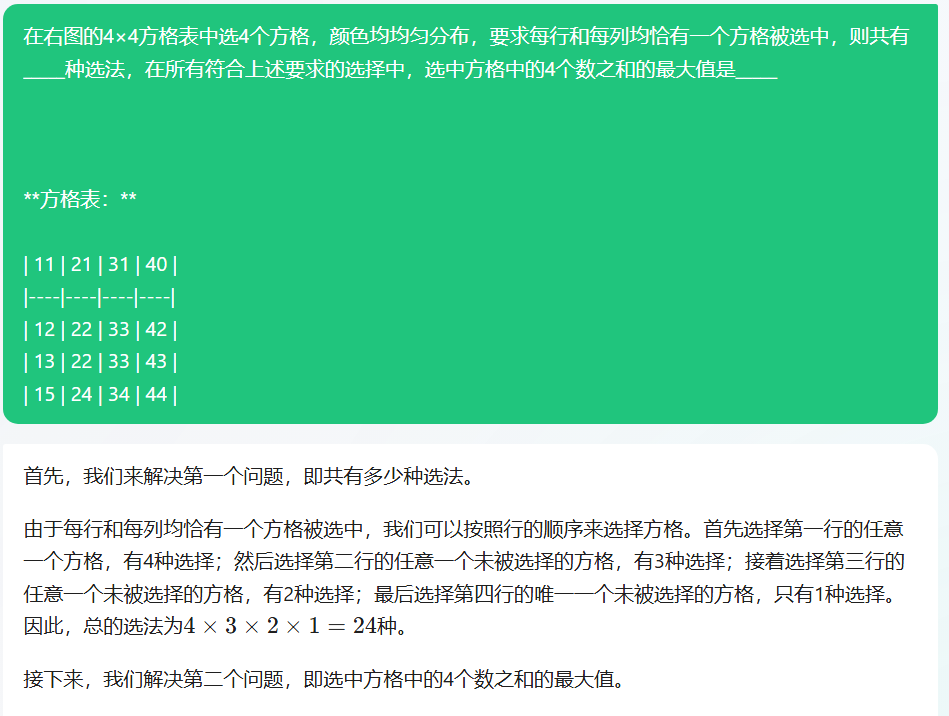 在右图的4×4方格表中选4个方格，颜色均均匀分布，要求每行和每列均恰有一个方格被选中，则共有
____种选法，在所有符合上述要求的选择中，选中方格中的4个数之和的最大值是____
**方格表：**
| 11 | 21 | 31 | 40 |
|----|----|----|----|
| 12 | 22 | 33 | 42 |
| 13 | 22 | 33 | 43 |
| 15 | 24 | 34 | 44 |
首先，我们来解决第一个问题，即共有多少种选法。
由于每行和每列均恰有一个方格被选中，我们可以按照行的顺序来选择方格。首先选择第一行的任意
一个方格，有4种选择；然后选择第二行的任意一个未被选择的方格，有3种选择；接着选择第三行的
任意一个未被选择的方格，有2种选择；最后选择第四行的唯一一个未被选择的方格，只有1种选择。
因此，总的选法为4 × 3 × 2 × 1 = 24种。
接下来，我们解决第二个问题，即选中方格中的4个数之和的最大值。